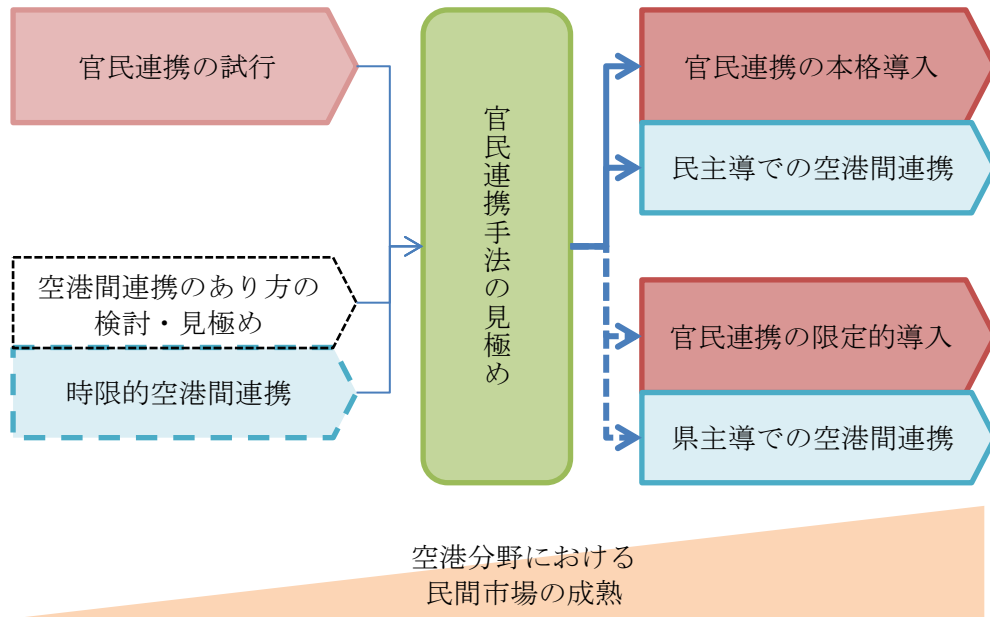 官民連携の試行
空港間連携のあり方の
検討・見極め
時限的空港間連携
官民連携手法の見極め
官民連携の本格導入
民主導での空港間連携
官民連携の限定的導入
県主導での空港間連携
空港分野における
民間市場の成熟